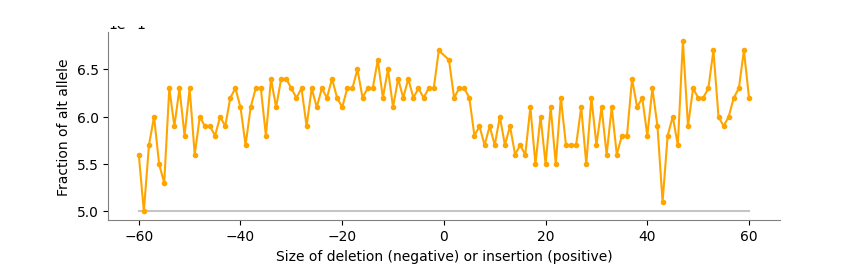 6.5
6.0
5.5
5.0
Fraction of alt allele
−60 −40 −20 0 20 40 60
Size of deletion (negative) or insertion (positive)